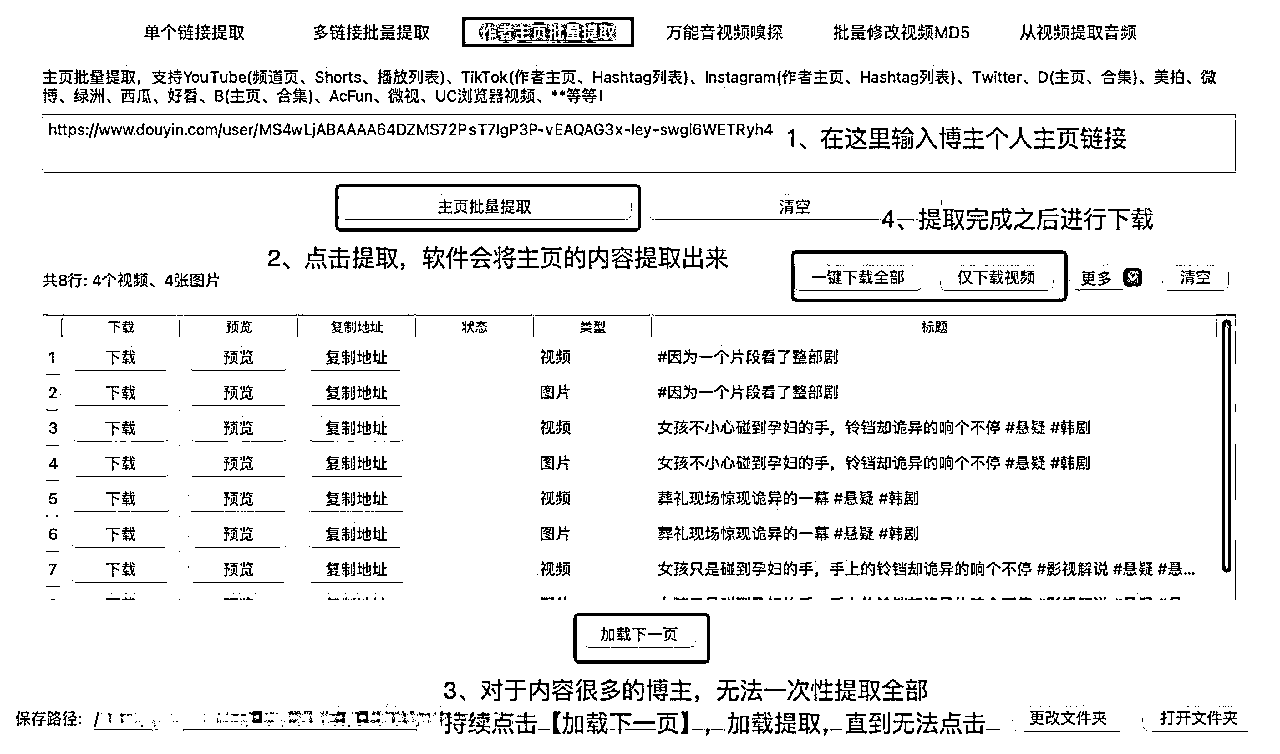 单个链接提取 多链接批量提取 作者主页批量提取 万能音视频嗅探 批量修改视频MD5 从视频提取音频
主页批量提取，支持YouTube(频道页、Shorts、播放列表)、TikTok(作者主页、Hashtag列表)、Instagram(作者主页、Hashtag列表)、Twitter、D(主页、合集)、美拍、微
博、绿洲、西瓜、好看、B(主页、合集)、AcFun、微视、UC浏览器视频、**等等!
https://www.douyin.com/user/MS4wLjABAAAA64DZMS72PsT7lgP3P-vEAQAG3x-ley-swgl6WETRyh4
1、在这里输入博主个人主页链接
主页批量提取 清空
4、提取完成之后进行下载
2、点击提取，软件会将主页的内容提取出来
共8行: 4个视频、4张图片 一键下载全部 仅下载视频 更多 清空
下载 预览 复制地址 状态 类型 标题
1 下载 预览 复制地址 视频 #因为一个片段看了整部剧
2 下载 预览 复制地址 图片 #因为一个片段看了整部剧
3 下载 预览 复制地址 视频 女孩不小心碰到孕妇的手，铃铛却诡异的响个不停 #悬疑 #韩剧
4 下载 预览 复制地址 图片 女孩不小心碰到孕妇的手，铃铛却诡异的响个不停 #悬疑 #韩剧
5 下载 预览 复制地址 视频 葬礼现场惊现诡异的一幕 #悬疑 #韩剧
6 下载 预览 复制地址 图片 葬礼现场惊现诡异的一幕 #悬疑 #韩剧
7 下载 预览 复制地址 视频 女孩只是碰到孕妇的手，手上的铃铛却诡异的响个不停 #影视解说 #悬疑 #悬...
加载下一页
3、对于内容很多的博主，无法一次性提取全部
持续点击【加载下一页】，加载提取，直到无法点击
保存路径: / 更改文件夹 打开文件夹